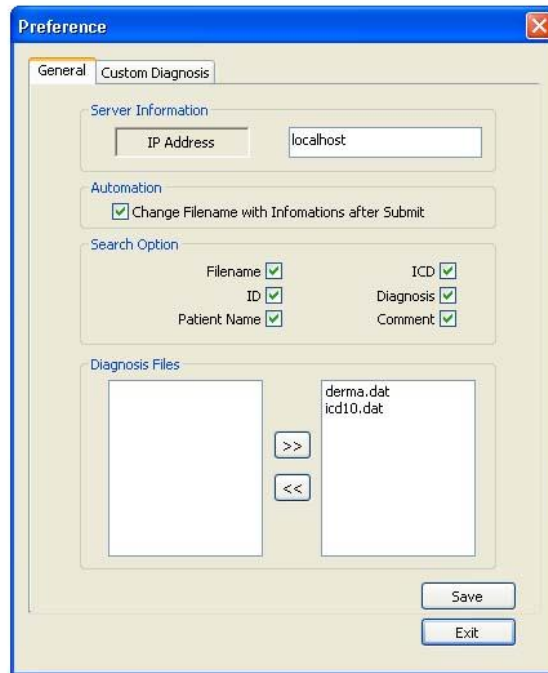 Preference
General Custom Diagnosis
Server Information
IP Address localhost
Automation
Change Filename with Infomations after Submit
Search Option
Filename ICD
ID Diagnosis
Patient Name Comment
Diagnosis Files
derma.dat
icd10.dat
>>
<<
Save
Exit